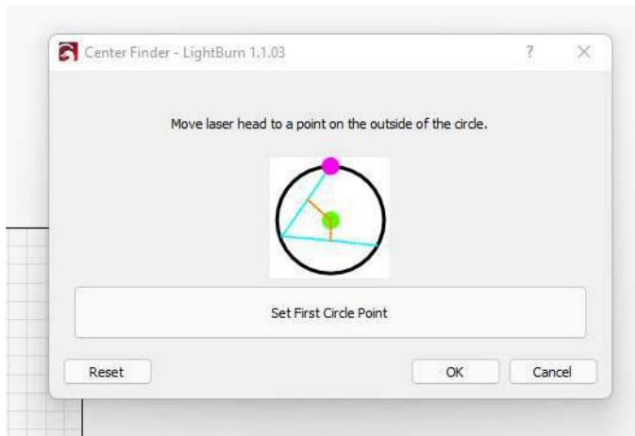 Center Finder - LightBurn 1.1.03
Move laser head to a point on the outside of the circle.
Set First Circle Point
Reset
OK
Cancel